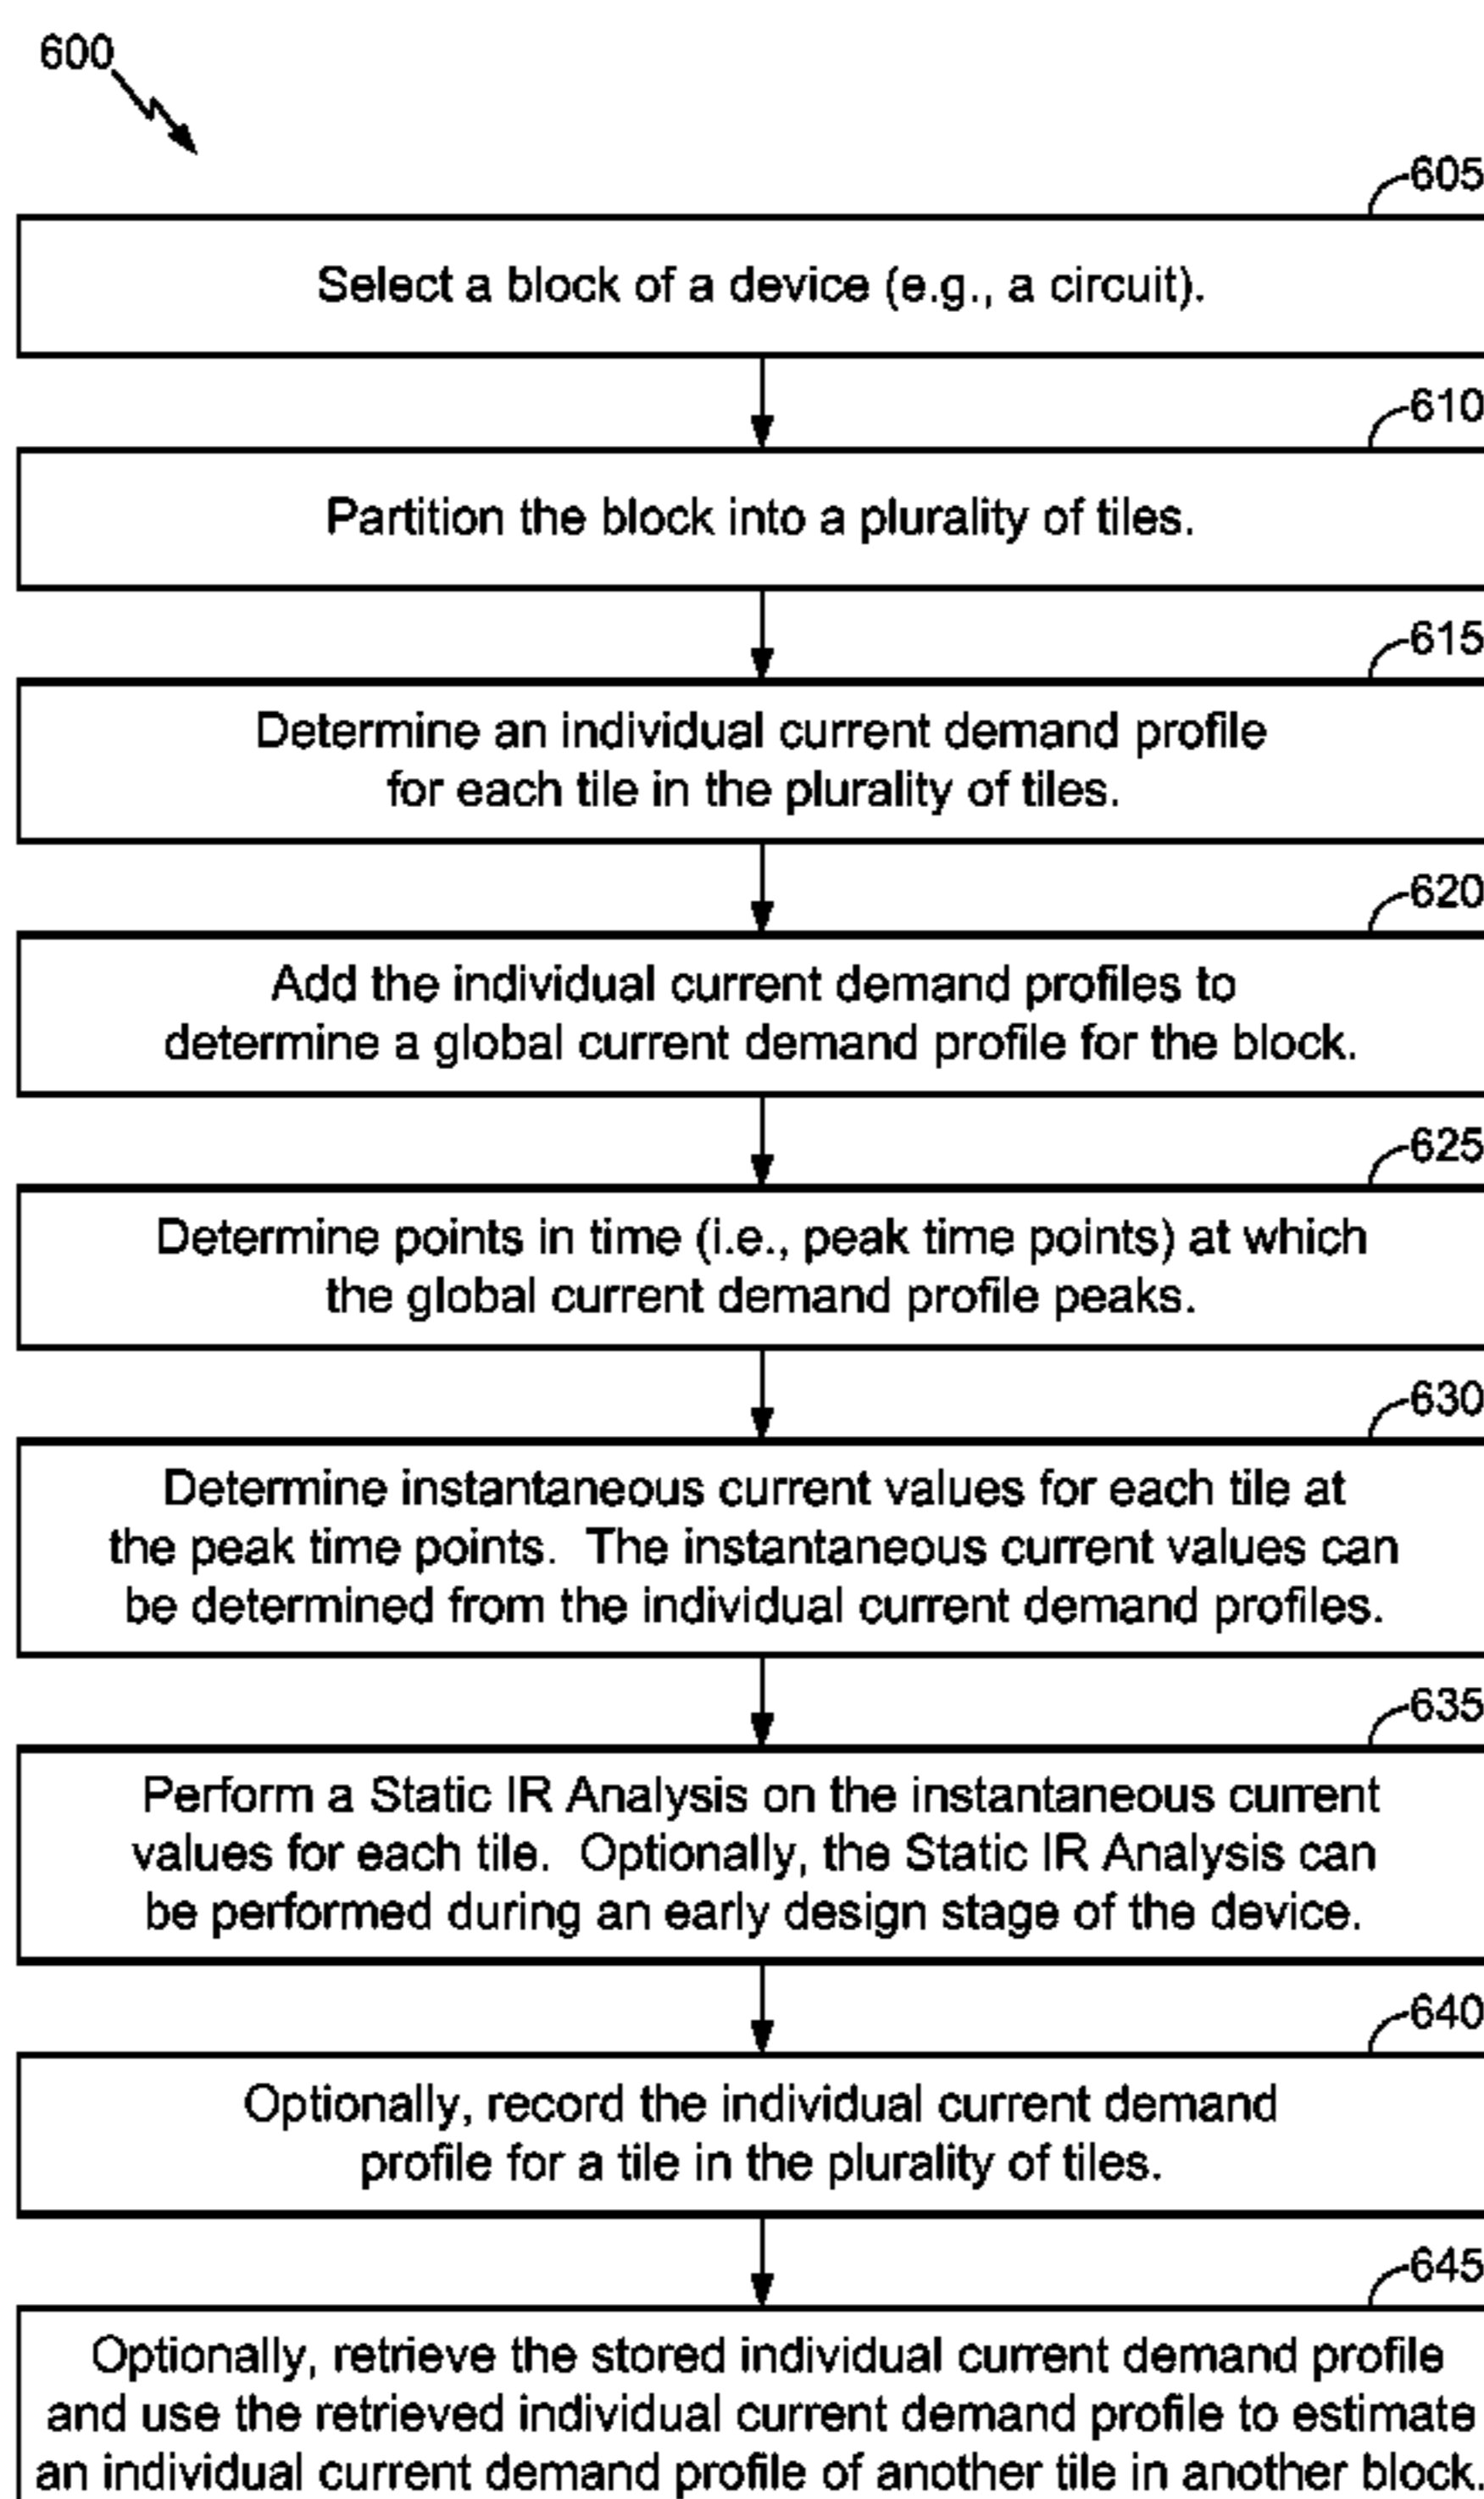 600
605
Select a block of a device (e.g., a circuit).
610
Partition the block into a plurality of tiles.
615
Determine an individual current demand profile
for each tile in the plurality of tiles.
620
Add the individual current demand profiles to
determine a global current demand profile for the block.
625
Determine points in time (i.e., peak time points) at which
the global current demand profile peaks.
630
Determine instantaneous current values for each tile at
the peak time points. The instantaneous current values can
be determined from the individual current demand profiles.
635
Perform a Static IR Analysis on the instantaneous current
values for each tile. Optionally, the Static IR Analysis can
be performed during an early design stage of the device.
640
Optionally, record the individual current demand
profile for a tile in the plurality of tiles.
645
Optionally, retrieve the stored individual current demand profile
and use the retrieved individual current demand profile to estimate
an individual current demand profile of another tile in another block.